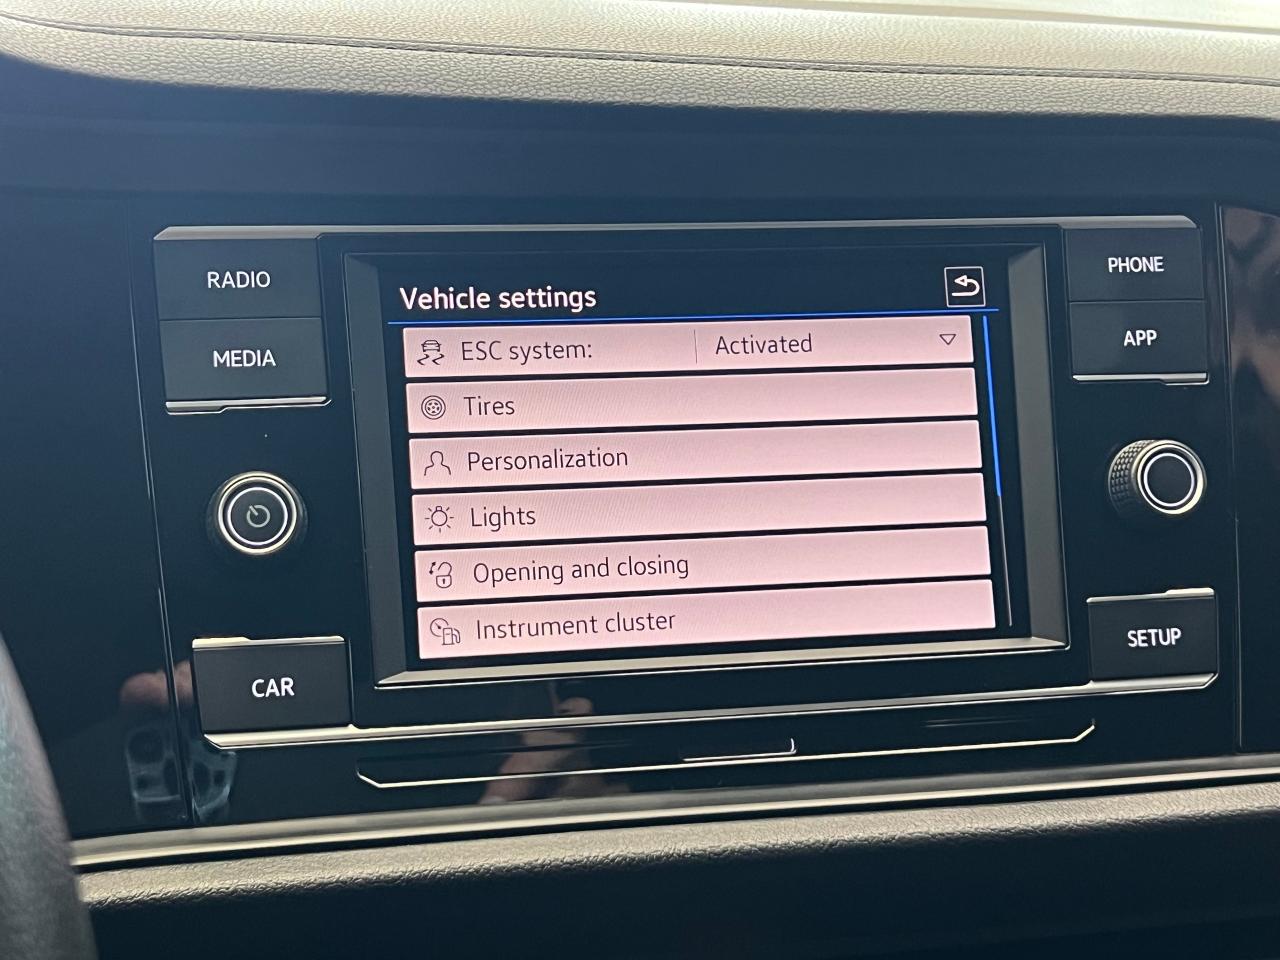 RADIO
MEDIA
CAR
Vehicle settings
ESC system: Activated
Tires
Personalization
Lights
Opening and closing
Instrument cluster
PHONE
APP
SETUP